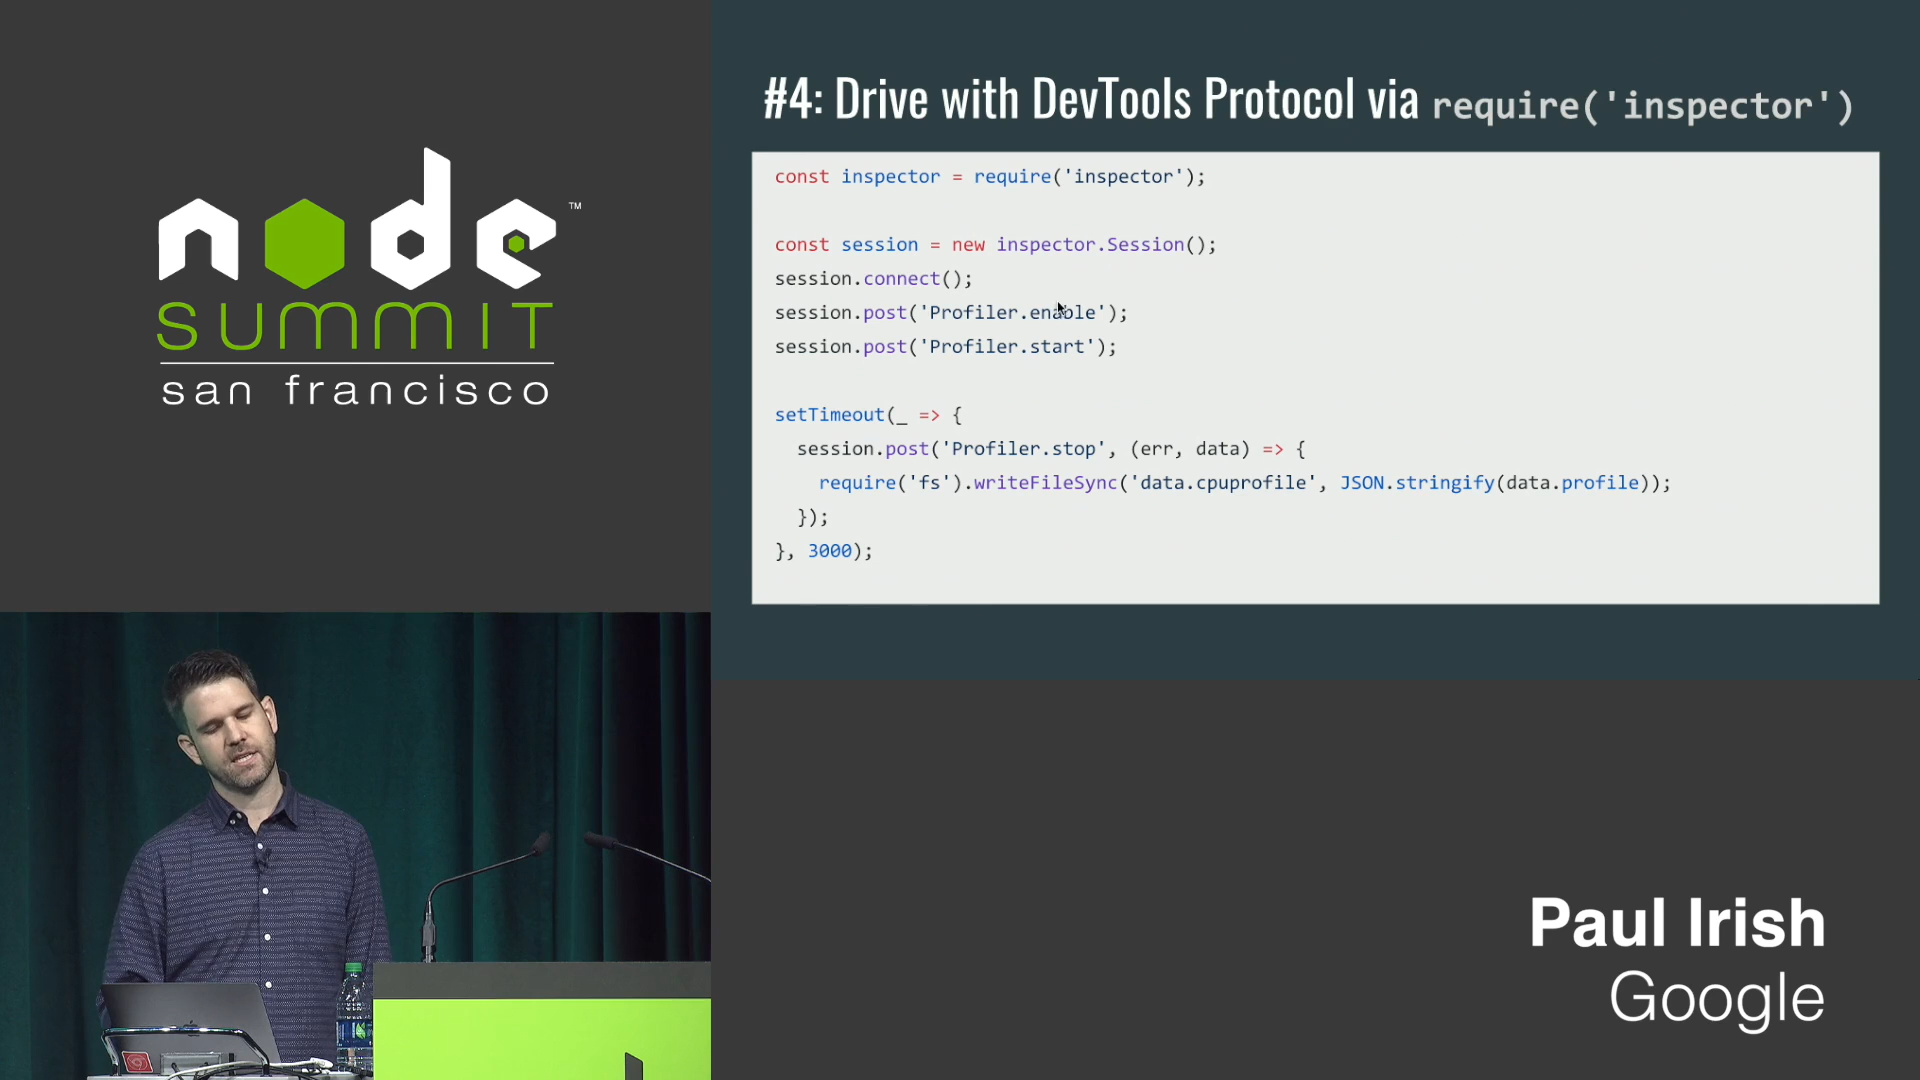 node™
SUMMIT
san francisco
#4: Drive with DevTools Protocol via require('inspector')
const inspector = require('inspector');
const session = new inspector.Session();
session.connect();
session.post('Profiler.enable');
session.post('Profiler.start');
setTimeout(_ => {
  session.post('Profiler.stop', (err, data) => {
    require('fs').writeFileSync('data.cpuprofile', JSON.stringify(data.profile));
  });
}, 3000);
Paul Irish
Google